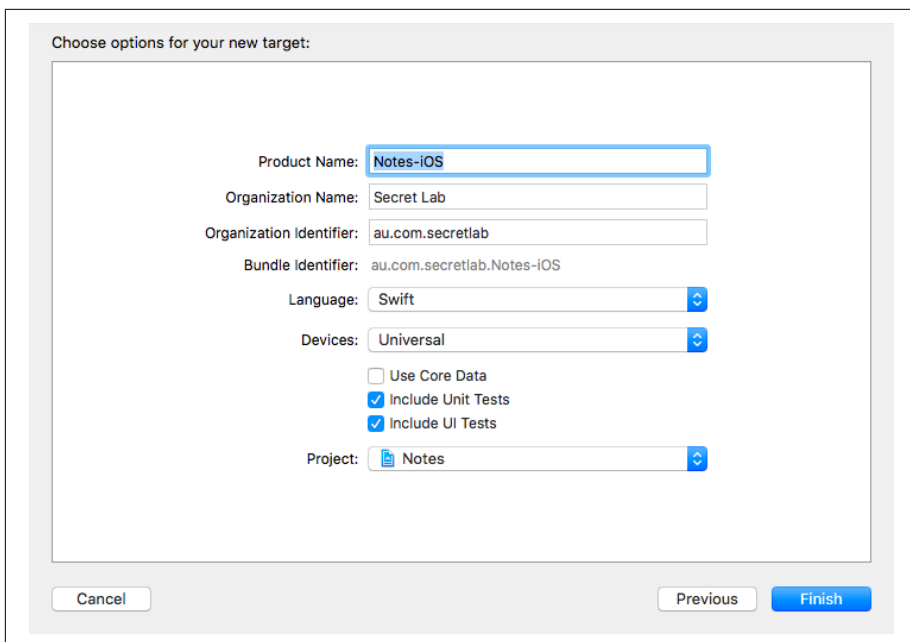 Choose options for your new target:
Product Name: Notes-iOS
Organization Name: Secret Lab
Organization Identifier: au.com.secretlab
Bundle Identifier: au.com.secretlab.Notes-iOS
Language: Swift
Devices: Universal
Use Core Data
Include Unit Tests
Include UI Tests
Project: Notes
Cancel Previous Finish